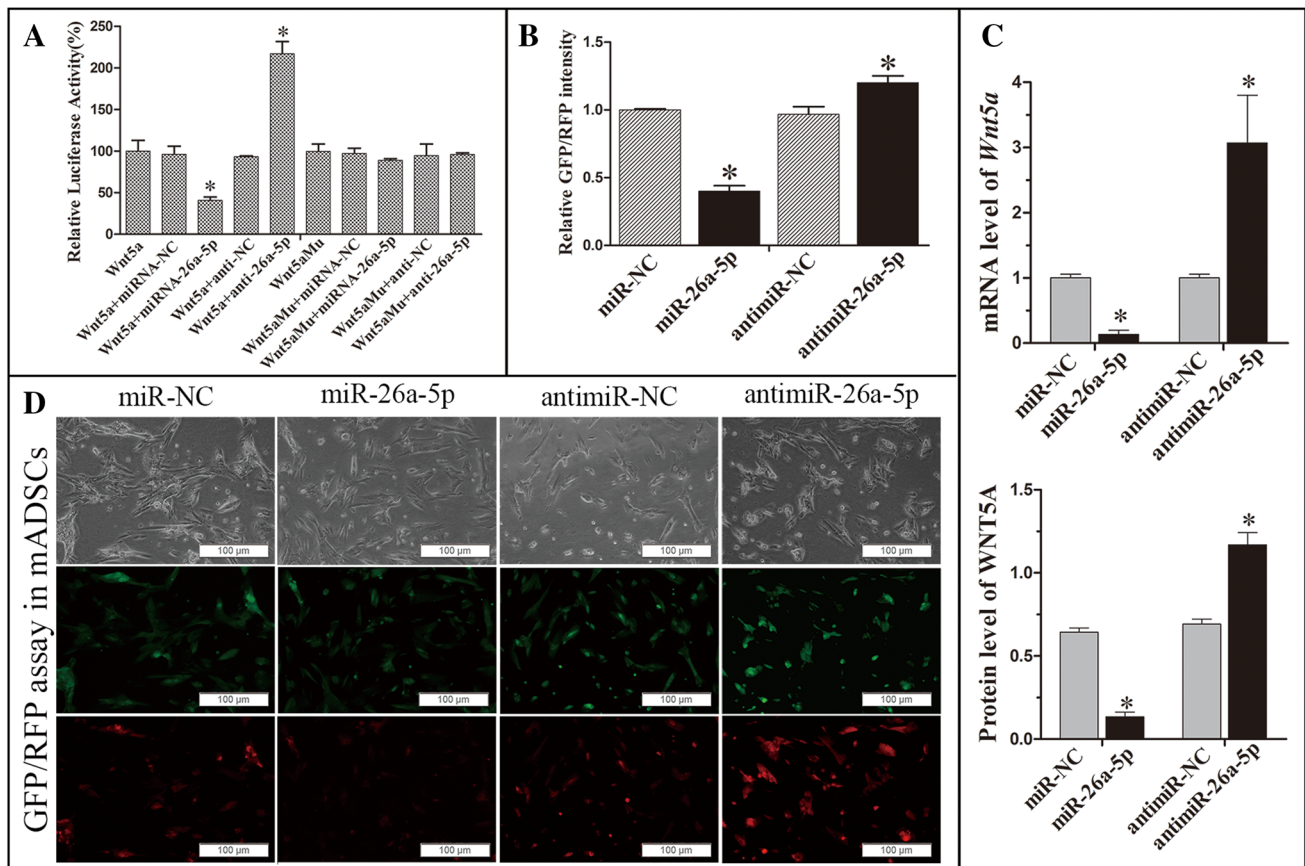 A
Relative Luciferase Activity(%)
250
200
150
100
50
0
*
*
Wnt5a
Wnt5a+miRNA-NC
Wnt5a+miRNA-26a-5p
Wnt5a+anti-NC
Wnt5a+anti-26a-5p
Wnt5aMu
Wnt5aMu+miRNA-NC
Wnt5aMu+miRNA-26a-5p
Wnt5aMu+anti-NC
Wnt5aMu+anti-26a-5p
B
Relative GFP/RFP intensity
1.5
1.0
0.5
0.0
*
*
miR-NC
miR-26a-5p
antimiR-NC
antimiR-26a-5p
C
mRNA level of Wnt5a
4
3
2
1
0
*
*
miR-NC
miR-26a-5p
antimiR-NC
antimiR-26a-5p
Protein level of WNT5A
1.5
1.0
0.5
0.0
*
*
miR-NC
miR-26a-5p
antimiR-NC
antimiR-26a-5p
D
miR-NC
miR-26a-5p
antimiR-NC
antimiR-26a-5p
GFP/RFP assay in mADSCs
100 µm
100 µm
100 µm
100 µm
100 µm
100 µm
100 µm
100 µm
100 µm
100 µm
100 µm
100 µm